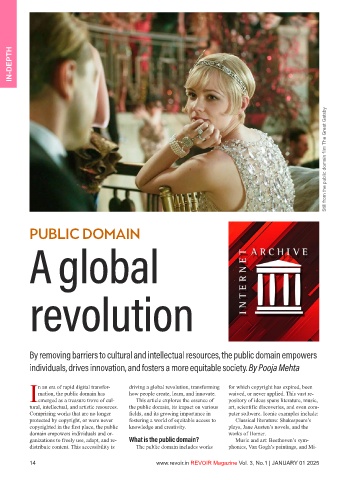 IN-DEPTH
Still from the public domain film The Great Gatsby
PUBLIC DOMAIN
A global
revolution
INTERNET
ARCHIVE
By removing barriers to cultural and intellectual resources, the public domain empowers
individuals, drives innovation, and fosters a more equitable society. By Pooja Mehta
In an era of rapid digital transfor-
mation, the public domain has
emerged as a treasure trove of cul-
tural, intellectual, and artistic resources.
Comprising works that are no longer
protected by copyright, or were never
copyrighted in the first place, the public
domain empowers individuals and or-
ganizations to freely use, adapt, and re-
distribute content. This accessibility is
driving a global revolution, transforming
how people create, learn, and innovate.
This article explores the essence of
the public domain, its impact on various
fields, and its growing importance in
fostering a world of equitable access to
knowledge and creativity.
What is the public domain?
The public domain includes works
for which copyright has expired, been
waived, or never applied. This vast re-
pository of ideas spans literature, music,
art, scientific discoveries, and even com-
puter software. Iconic examples include:
Classical literature: Shakespeare's
plays, Jane Austen's novels, and the
works of Homer.
Music and art: Beethoven's sym-
phonies, Van Gogh's paintings, and Mi-
14
www.revoir.in REVOIR Magazine Vol. 3, No.1 | JANUARY 01 2025